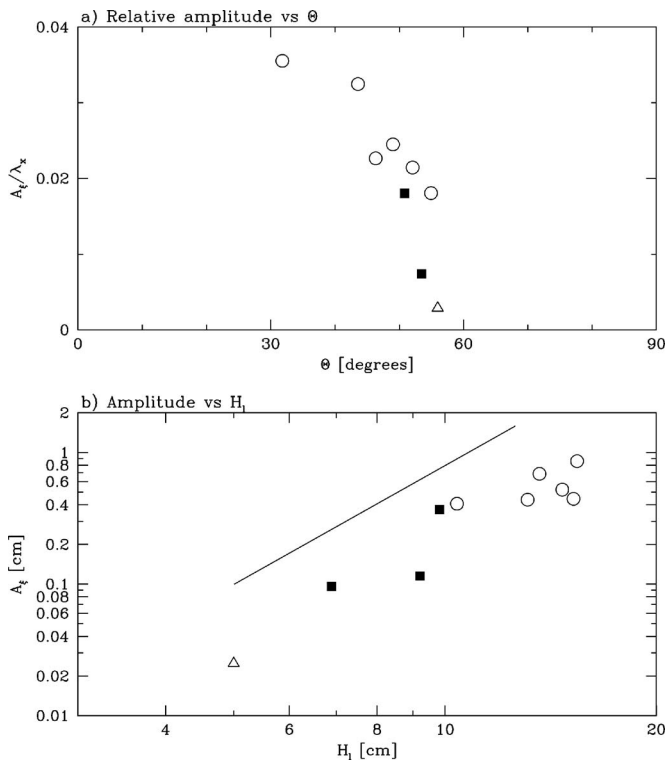 a) Relative amplitude vs Θ
0.04
0.02
0
A_ξ/λ_x
0 30 60 90
Θ [degrees]
b) Amplitude vs H_l
2
1
0.8
0.6
0.4
0.2
0.1
0.08
0.06
0.04
0.02
0.01
A_ξ [cm]
4 6 8 10 20
H_l [cm]